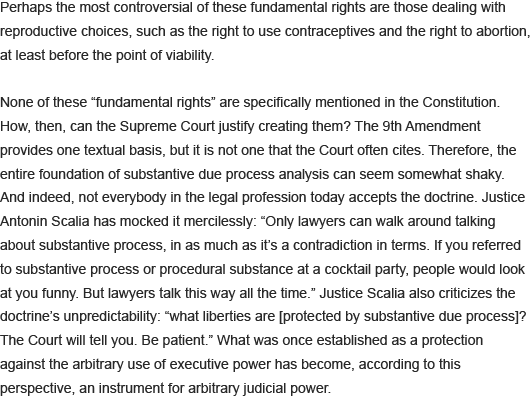 Perhaps the most controversial of these fundamental rights are those dealing with
reproductive choices, such as the right to use contraceptives and the right to abortion,
at least before the point of viability.
None of these “fundamental rights” are specifically mentioned in the Constitution.
How, then, can the Supreme Court justify creating them? The 9th Amendment
provides one textual basis, but it is not one that the Court often cites. Therefore, the
entire foundation of substantive due process analysis can seem somewhat shaky.
And indeed, not everybody in the legal profession today accepts the doctrine. Justice
Antonin Scalia has mocked it mercilessly: “Only lawyers can walk around talking
about substantive process, in as much as it’s a contradiction in terms. If you referred
to substantive process or procedural substance at a cocktail party, people would look
at you funny. But lawyers talk this way all the time.” Justice Scalia also criticizes the
doctrine’s unpredictability: “what liberties are [protected by substantive due process]?
The Court will tell you. Be patient.” What was once established as a protection
against the arbitrary use of executive power has become, according to this
perspective, an instrument for arbitrary judicial power.